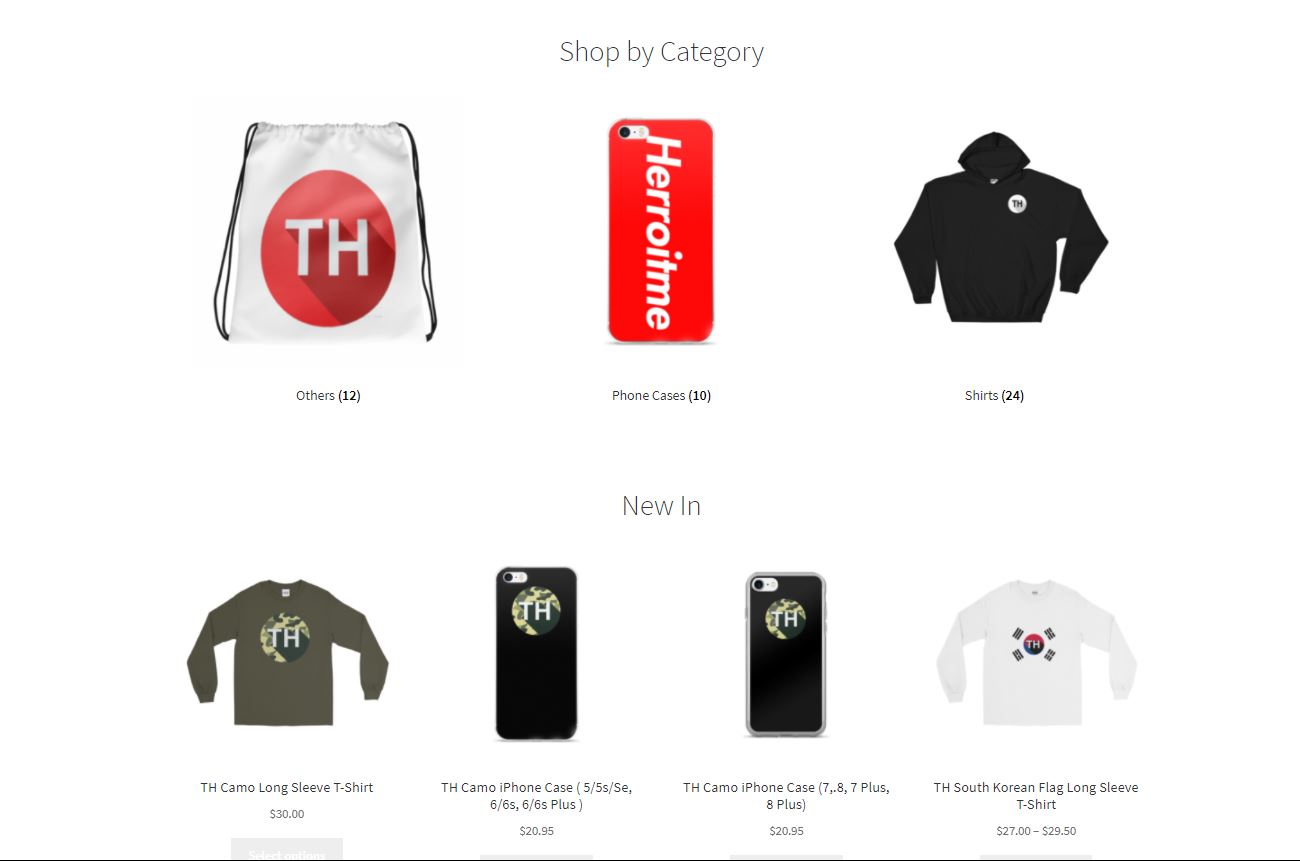 Shop by Category
TH
Herroitme
TH
Others (12)
Phone Cases (10)
Shirts (24)
New In
TH
TH
TH
TH
TH Camo Long Sleeve T-Shirt
TH Camo iPhone Case ( 5/5s/Se,
6/6s, 6/6s Plus )
TH Camo iPhone Case (7,.8, 7 Plus,
8 Plus)
TH South Korean Flag Long Sleeve
T-Shirt
$30.00
$20.95
$20.95
$27.00 – $29.50
Select options